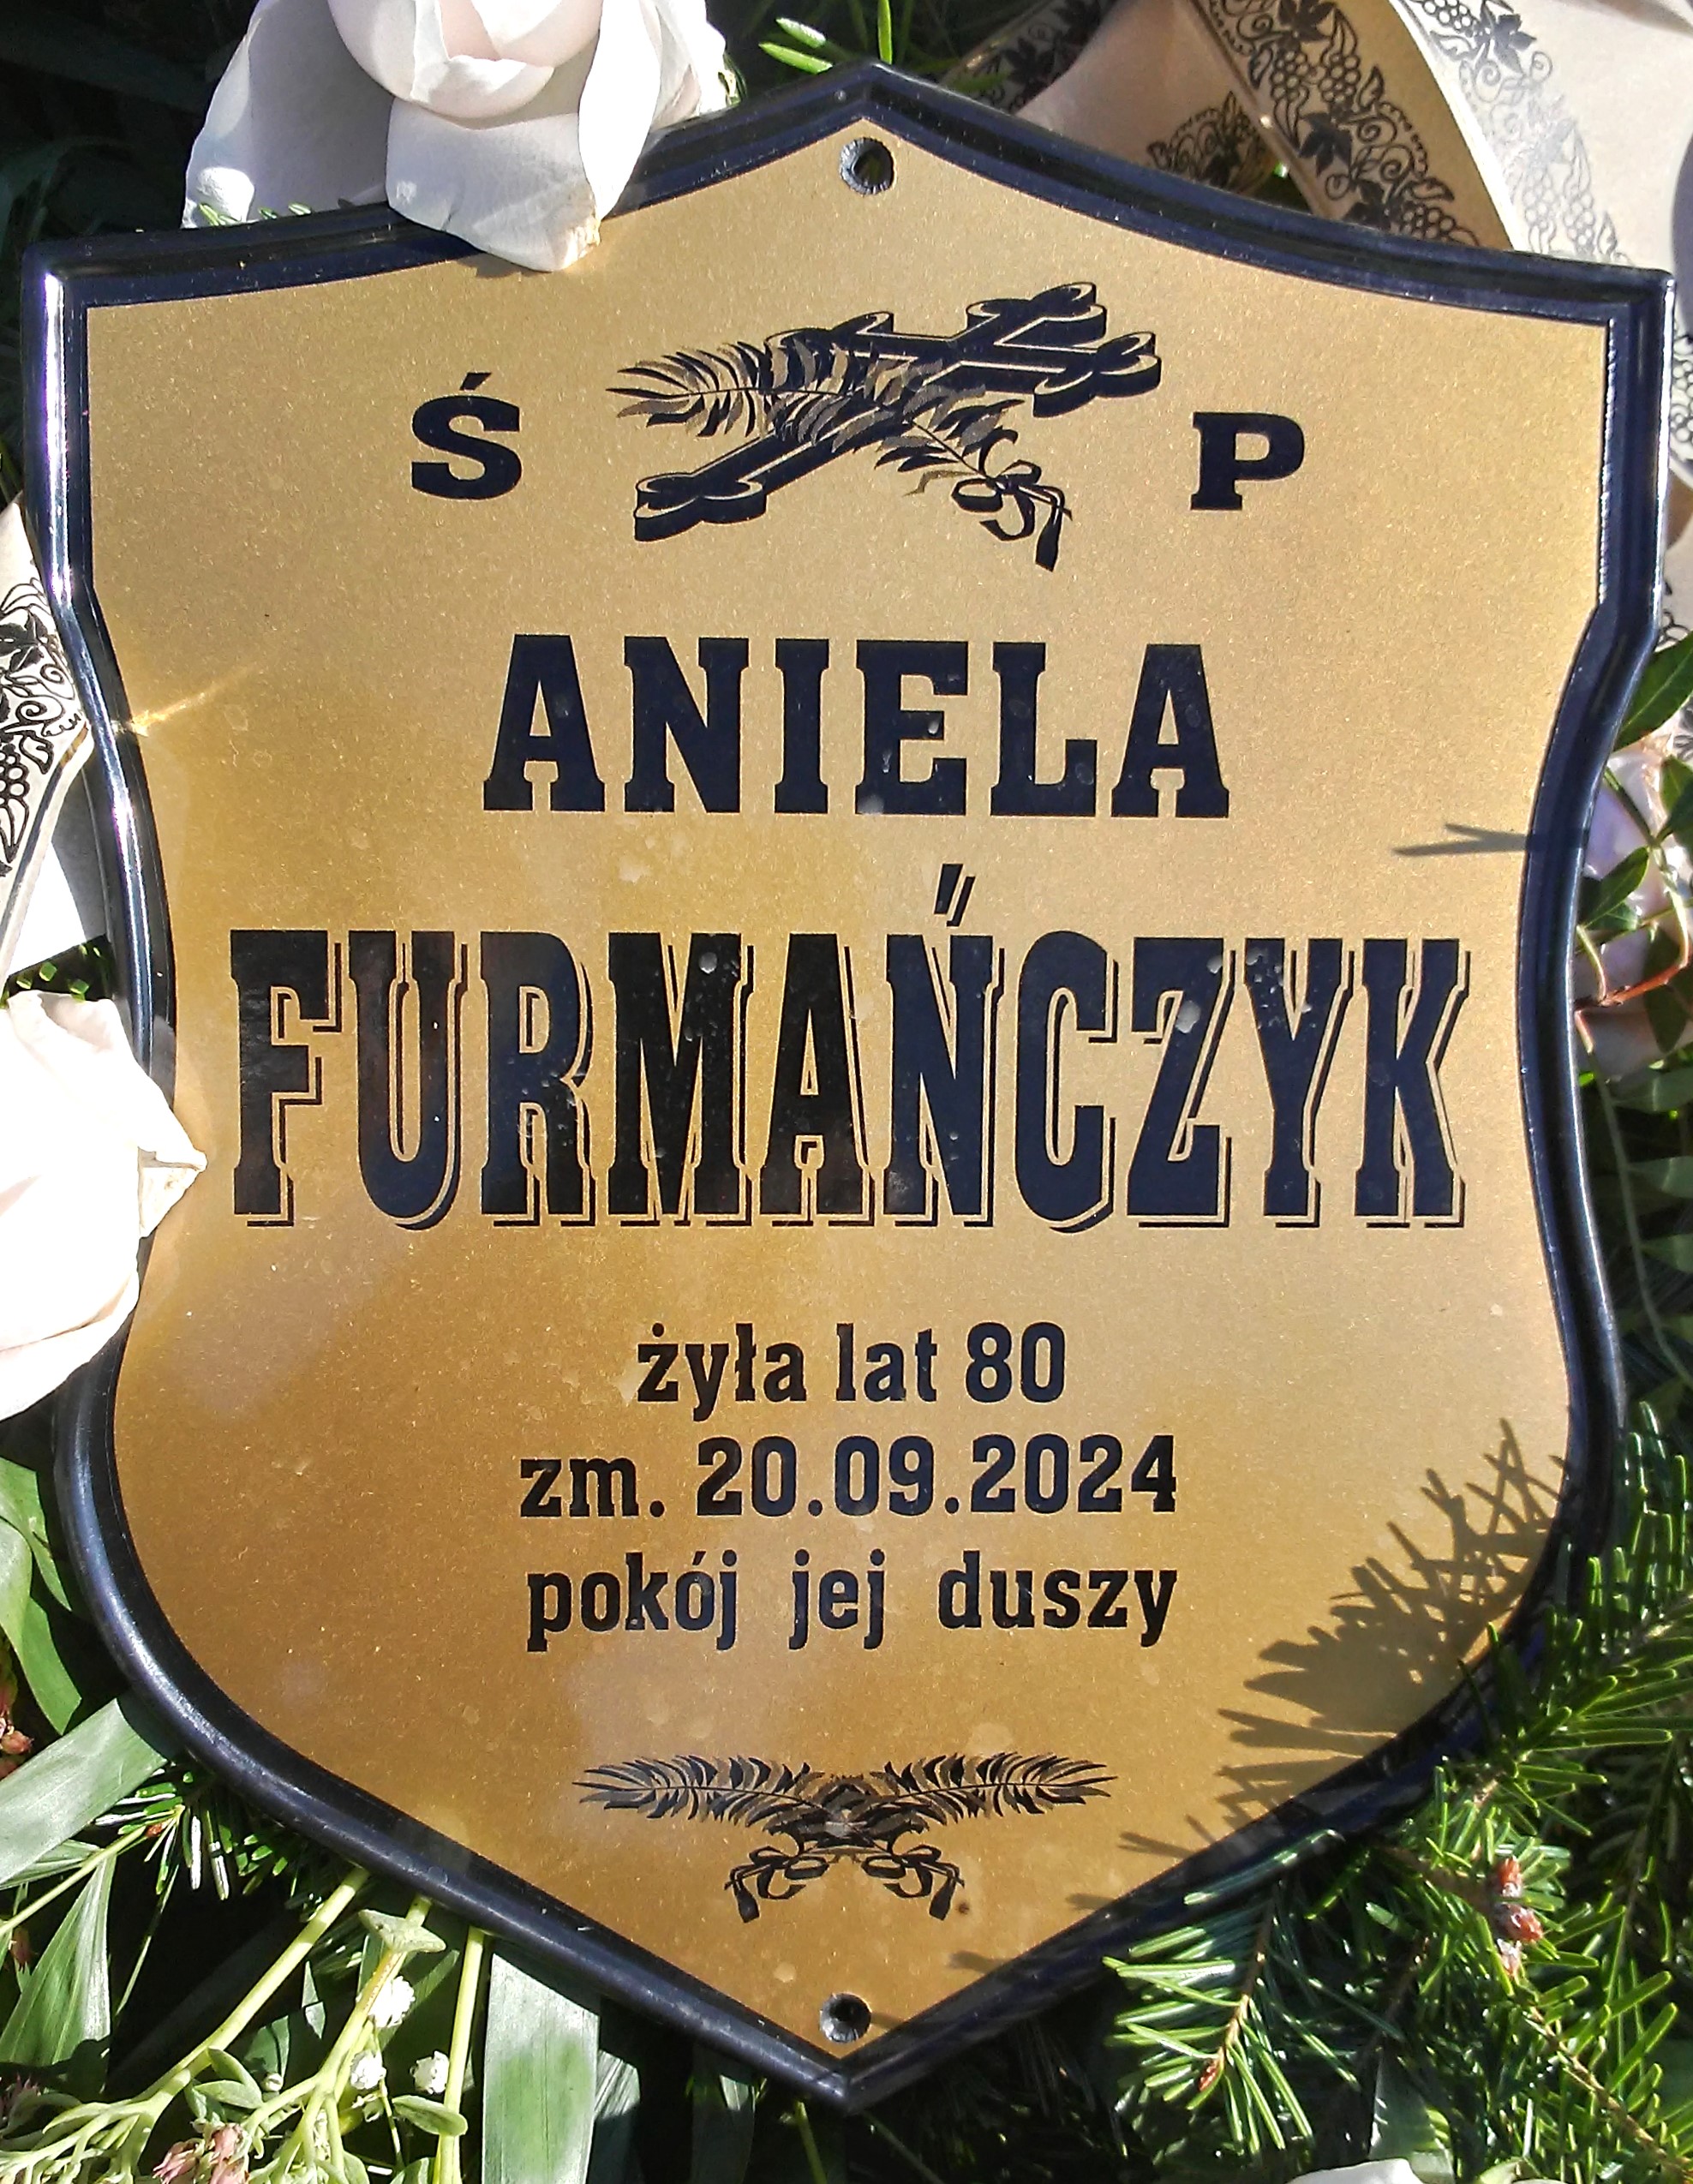 Ś P
ANIELA
FURMAŃCZYK
żyła lat 80
zm. 20.09.2024
pokój jej duszy